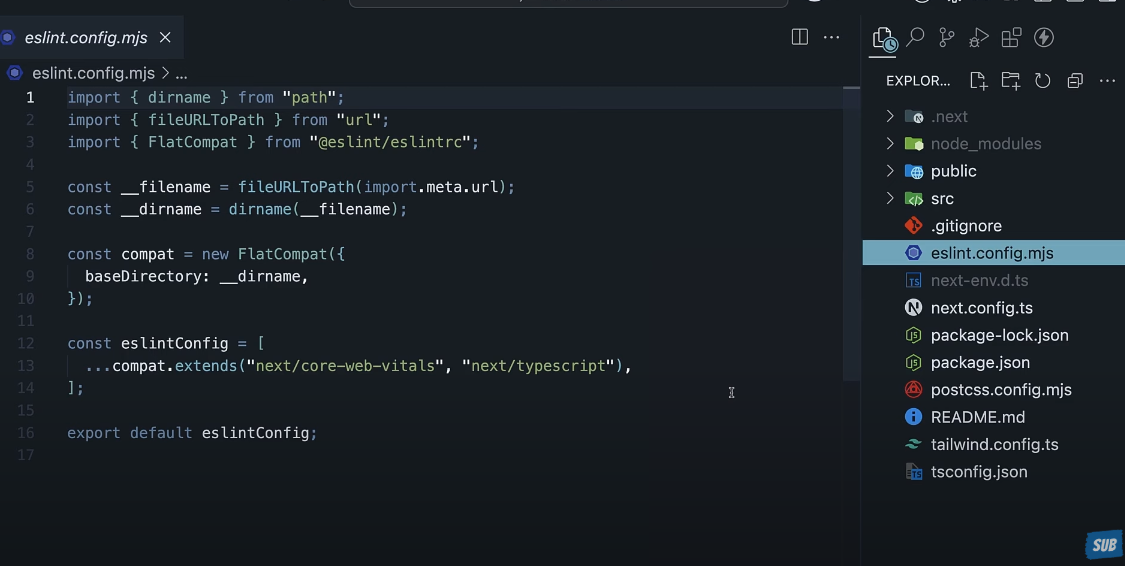 eslint.config.mjs
eslint.config.mjs > ...
1 import { dirname } from "path";
2 import { fileURLToPath } from "url";
3 import { FlatCompat } from "@eslint/eslintrc";
4
5 const __filename = fileURLToPath(import.meta.url);
6 const __dirname = dirname(__filename);
7
8 const compat = new FlatCompat({
9 baseDirectory: __dirname,
10 });
11
12 const eslintConfig = [
13 ...compat.extends("next/core-web-vitals", "next/typescript"),
14 ];
15
16 export default eslintConfig;
17
EXPLOR...
.next
node_modules
public
src
.gitignore
eslint.config.mjs
next-env.d.ts
next.config.ts
package-lock.json
package.json
postcss.config.mjs
README.md
tailwind.config.ts
tsconfig.json
SUB